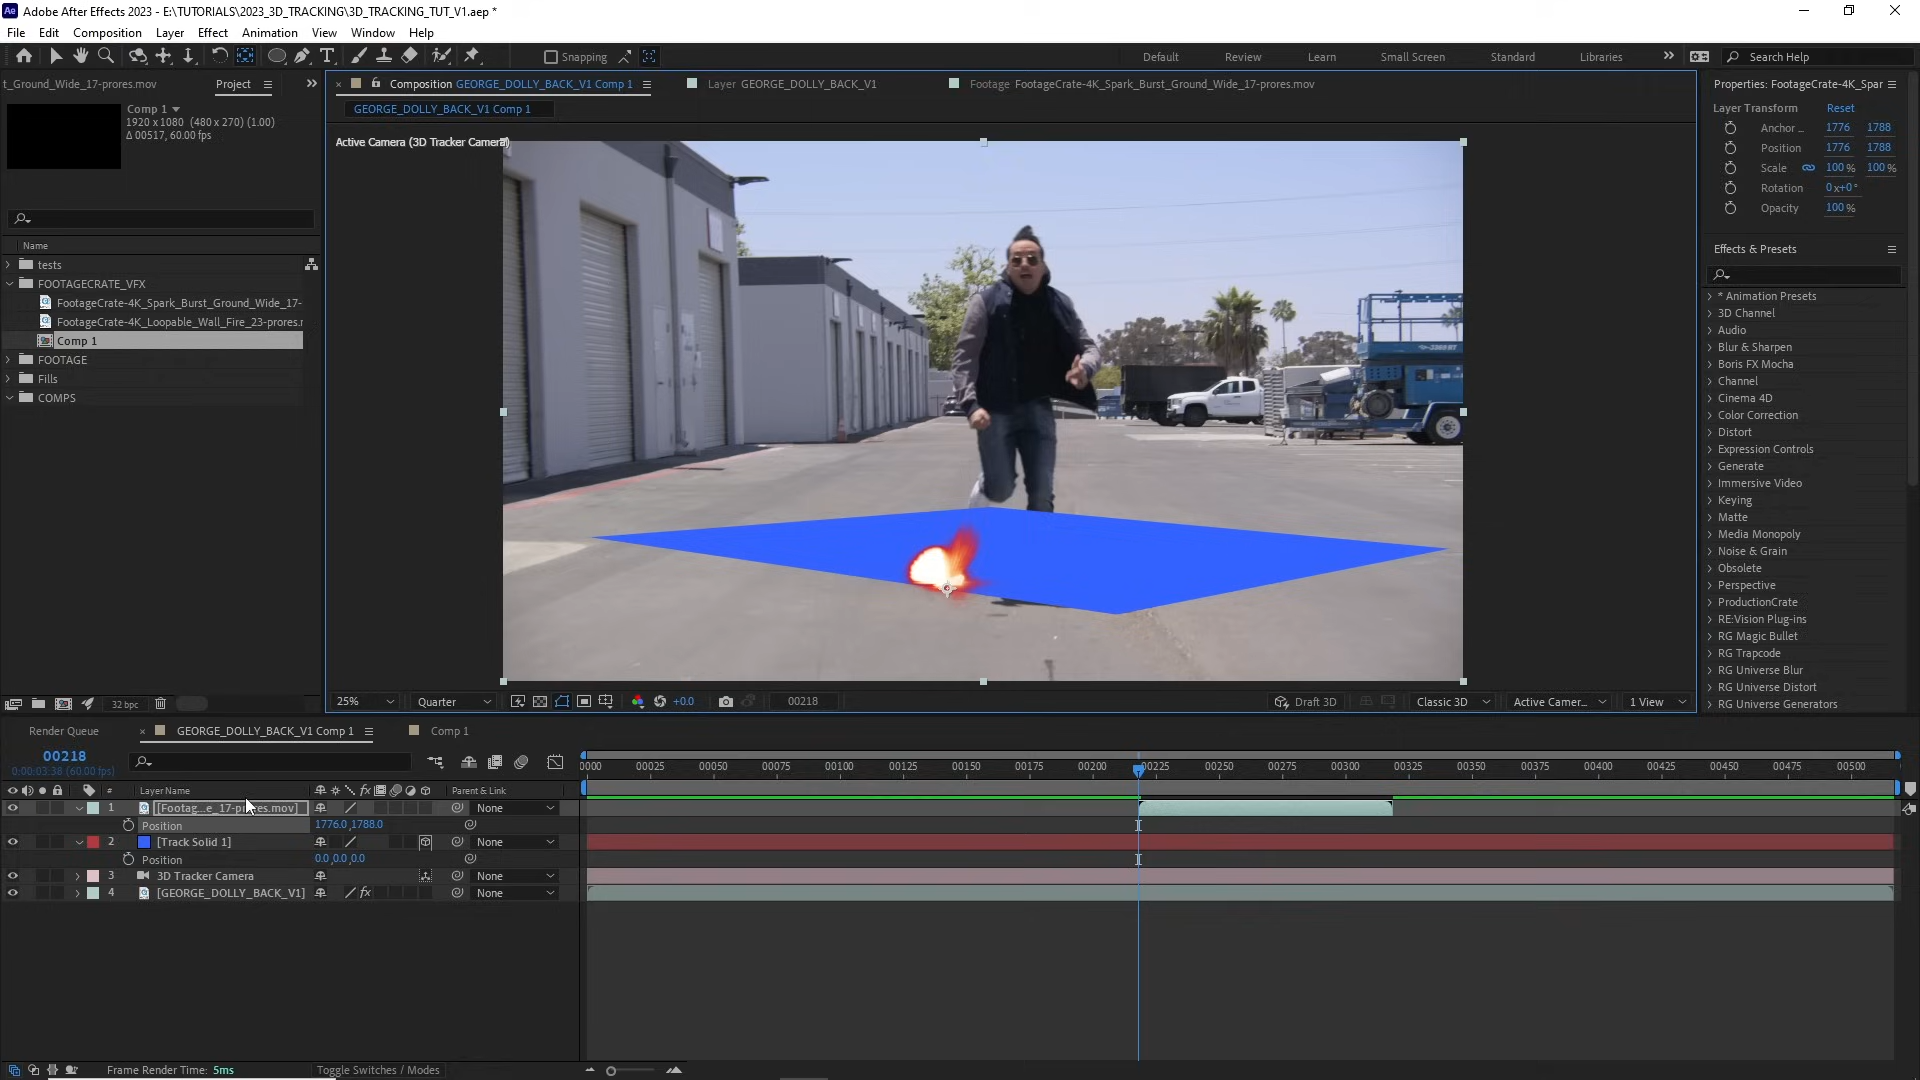 Adobe After Effects 2023 - E:\TUTORIALS\2023_3D_TRACKING\3D_TRACKING_TUT_V1.aep *
File Edit Composition Layer Effect Animation View Window Help
Snapping
Default Review Learn Small Screen Standard Libraries Search Help
t_Ground_Wide_17-prores.mov Project
Composition GEORGE_DOLLY_BACK_V1 Comp 1
Layer GEORGE_DOLLY_BACK_V1
Footage FootageCrate-4K_Spark_Burst_Ground_Wide_17-prores.mov
Properties: FootageCrate-4K_Spar
Comp 1
1920 x 1080 (480 x 270) (1.00)
Δ 00517, 60.00 fps
GEORGE_DOLLY_BACK_V1 Comp 1
Active Camera (3D Tracker Camera)
Layer Transform Reset
Anchor ... 1776 1788
Position 1776 1788
Scale 100% 100%
Rotation 0x+0°
Opacity 100%
Name
tests
FOOTAGECRATE_VFX
FootageCrate-4K_Spark_Burst_Ground_Wide_17-
FootageCrate-4K_Loopable_Wall_Fire_23-prores.r
Comp 1
FOOTAGE
Fills
COMPS
Effects & Presets
* Animation Presets
3D Channel
Audio
Blur & Sharpen
Boris FX Mocha
Channel
Cinema 4D
Color Correction
Distort
Expression Controls
Generate
Immersive Video
Keying
Matte
Media Monopoly
Noise & Grain
Obsolete
Perspective
ProductionCrate
RE:Vision Plug-ins
RG Magic Bullet
RG Trapcode
RG Universe Blur
RG Universe Distort
RG Universe Generators
32 bpc
25% Quarter +0.0 00218 Draft 3D Classic 3D Active Camer... 1 View
Render Queue GEORGE_DOLLY_BACK_V1 Comp 1 Comp 1
00218
0:00:03:38 (60.00 fps)
0000 00025 00050 00075 00100 00125 00150 00175 00200 00225 00250 00275 00300 00325 00350 00375 00400 00425 00450 00475 00500
# Layer Name Parent & Link
1 [Footag...e_17-prores.mov] None
Position 1776.0,1788.0
2 [Track Solid 1] None
Position 0.0,0.0,0.0
3 3D Tracker Camera None
4 [GEORGE_DOLLY_BACK_V1] fx None
Frame Render Time: 5ms Toggle Switches / Modes